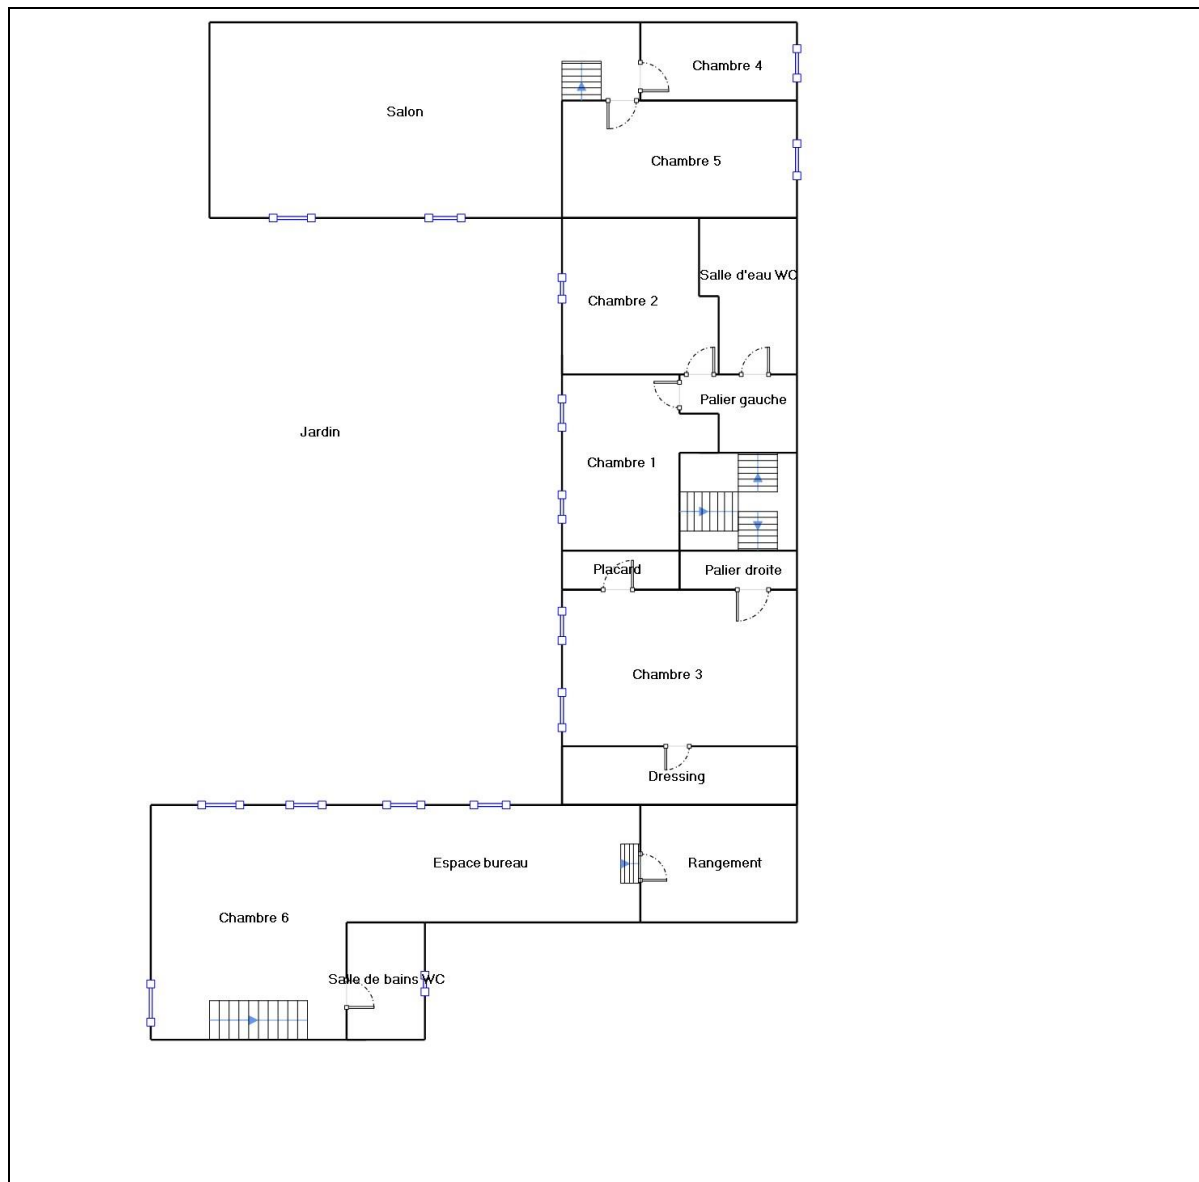 Chambre 4
Salon
Chambre 5
Salle d'eau WC
Chambre 2
Palier gauche
Jardin
Chambre 1
Placard
Palier droite
Chambre 3
Dressing
Espace bureau
Rangement
Chambre 6
Salle de bains WC